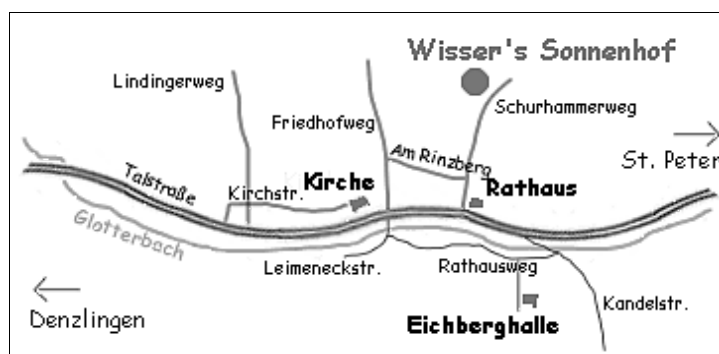 Wisser's Sonnenhof
Lindingerweg
Schurhammerweg
Friedhofweg
Am Rinzberg
St. Peter
Talstraße
Kirche
Rathaus
Kirchstr.
Glotterbach
Leimeneckstr.
Rathausweg
Kandelstr.
Denzlingen
Eichberghalle